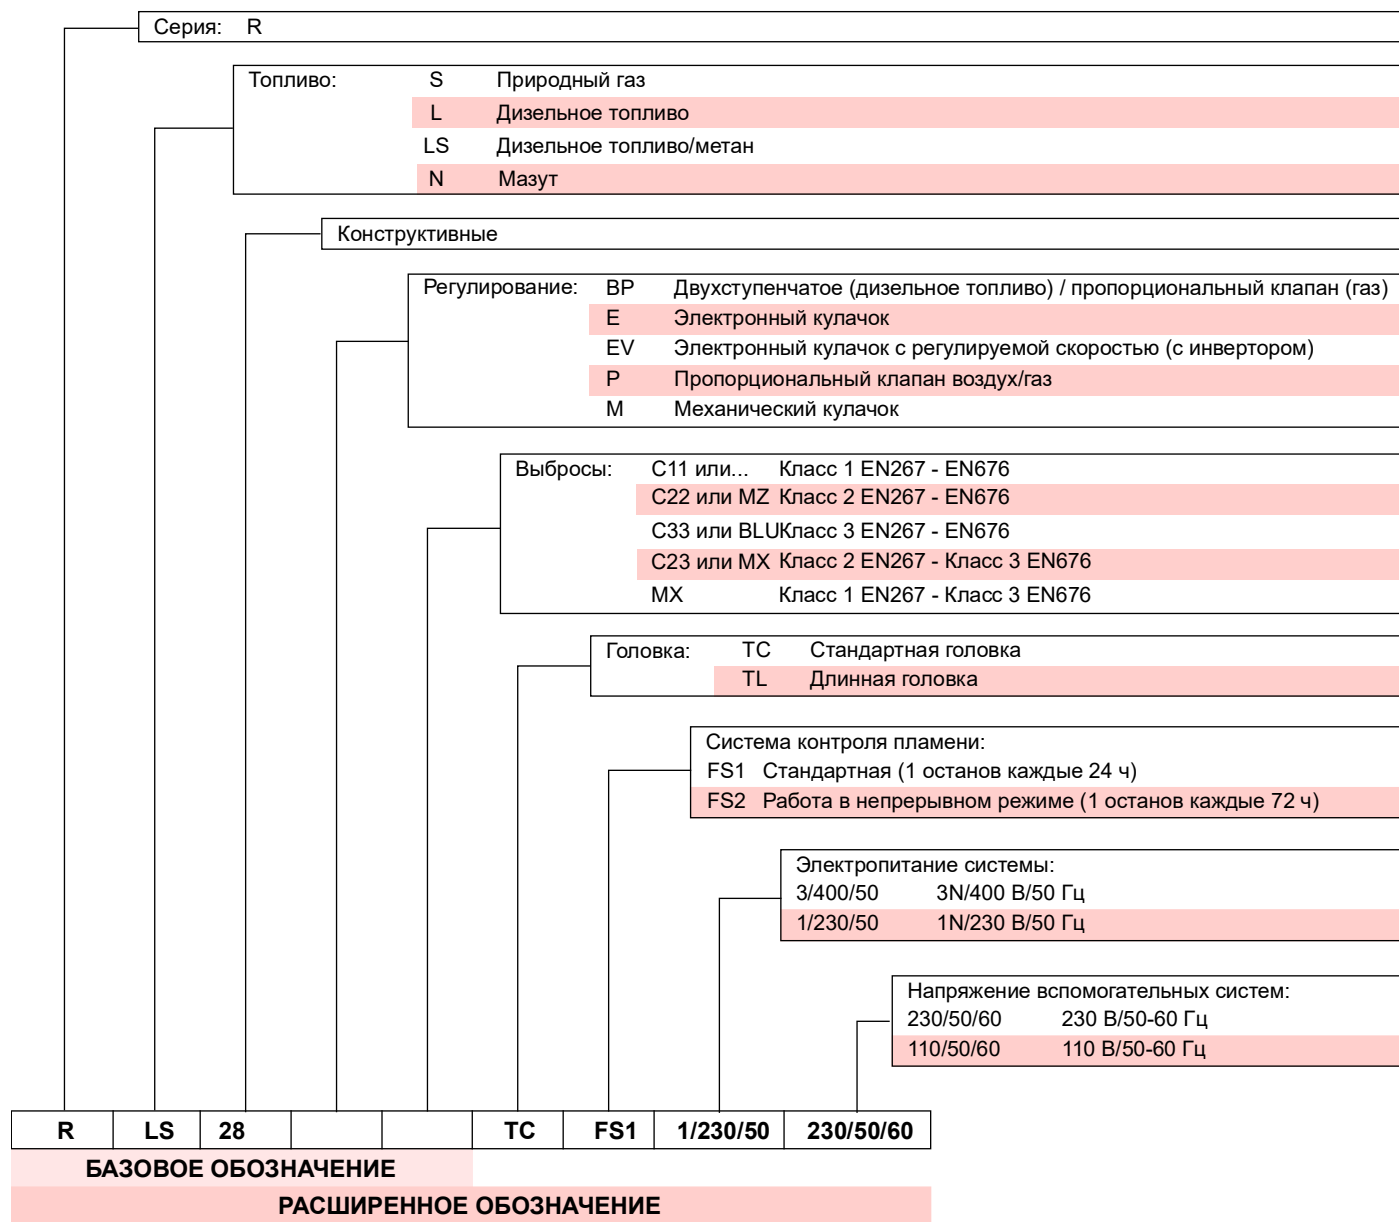 Серия: R
Топливо: S Природный газ
L Дизельное топливо
LS Дизельное топливо/метан
N Мазут
Конструктивные
Регулирование: BP Двухступенчатое (дизельное топливо) / пропорциональный клапан (газ)
E Электронный кулачок
EV Электронный кулачок с регулируемой скоростью (с инвертором)
P Пропорциональный клапан воздух/газ
M Механический кулачок
Выбросы: C11 или... Класс 1 EN267 - EN676
C22 или MZ Класс 2 EN267 - EN676
C33 или BLUКласс 3 EN267 - EN676
C23 или MX Класс 2 EN267 - Класс 3 EN676
MX Класс 1 EN267 - Класс 3 EN676
Головка: TC Стандартная головка
TL Длинная головка
Система контроля пламени:
FS1 Стандартная (1 останов каждые 24 ч)
FS2 Работа в непрерывном режиме (1 останов каждые 72 ч)
Электропитание системы:
3/400/50 3N/400 В/50 Гц
1/230/50 1N/230 В/50 Гц
Напряжение вспомогательных систем:
230/50/60 230 В/50-60 Гц
110/50/60 110 В/50-60 Гц
R LS 28 TC FS1 1/230/50 230/50/60
БАЗОВОЕ ОБОЗНАЧЕНИЕ
РАСШИРЕННОЕ ОБОЗНАЧЕНИЕ